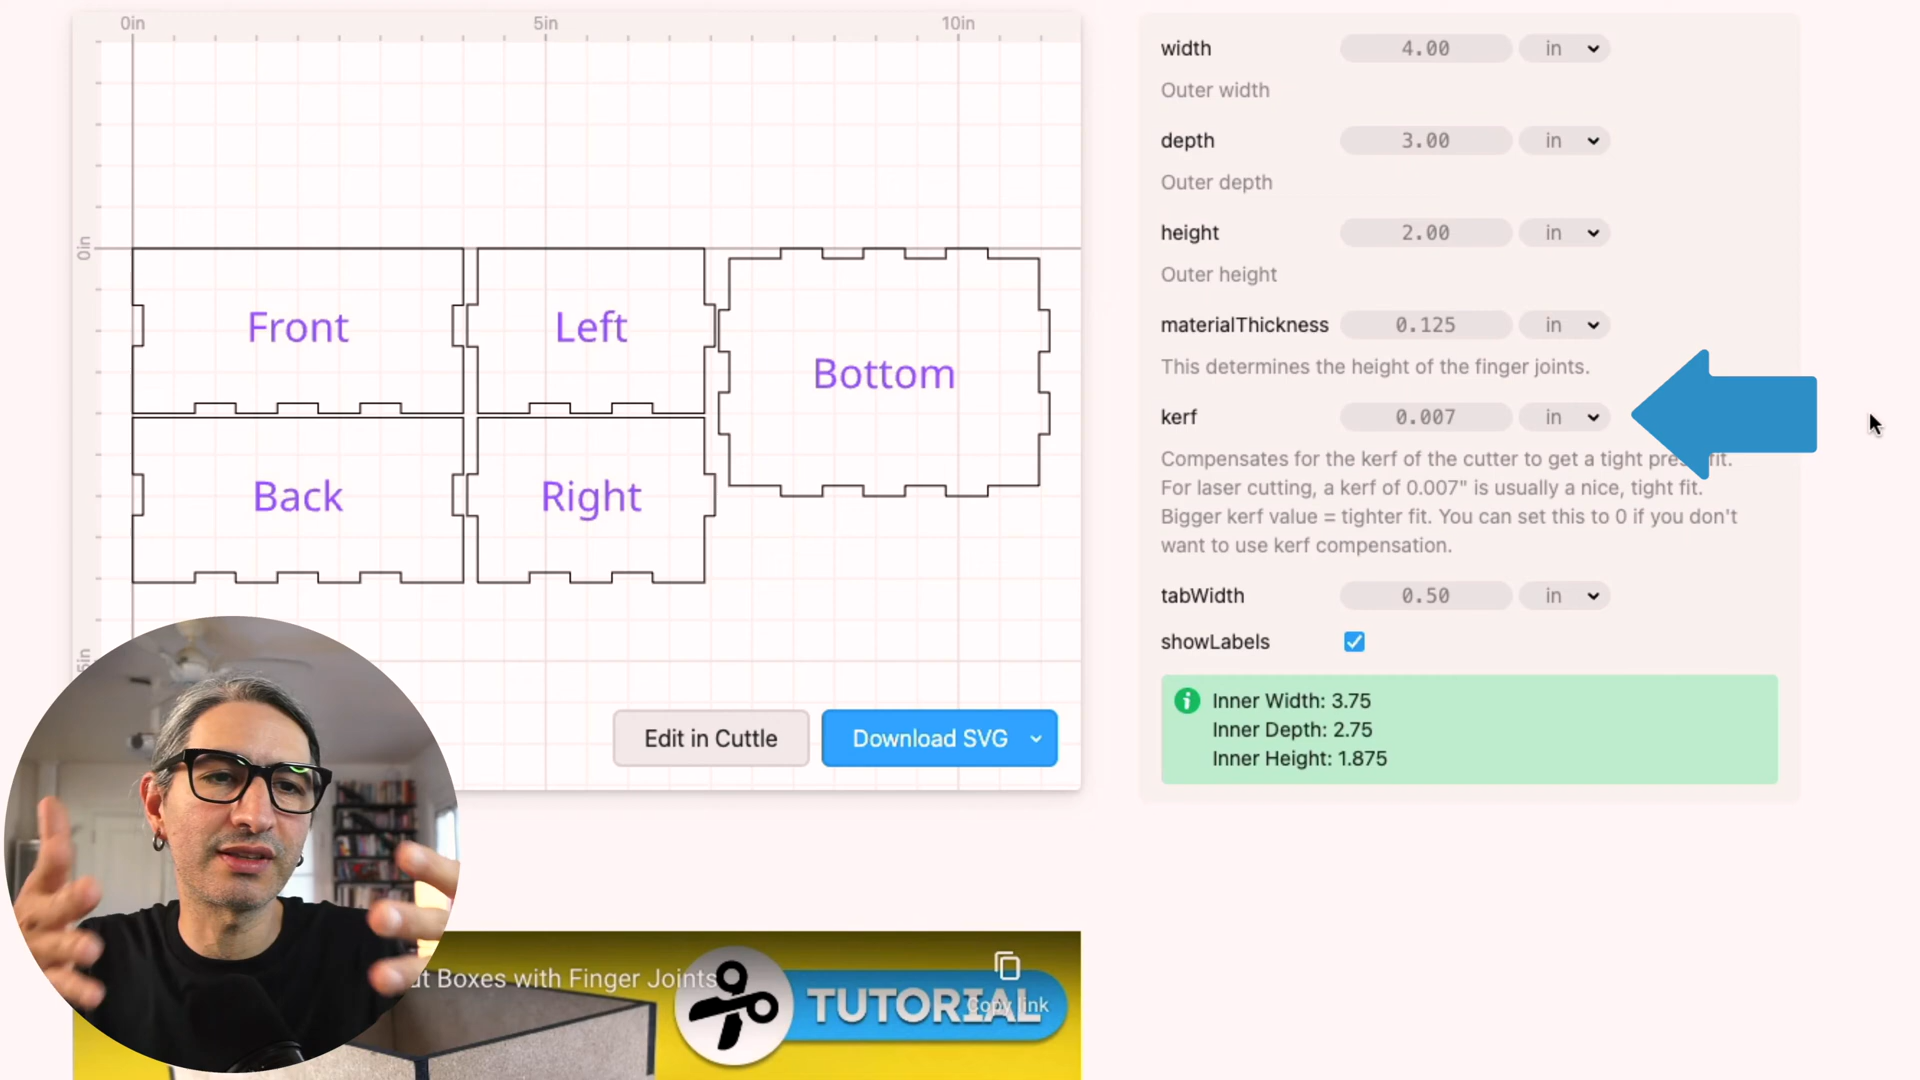 0in
5in
10in
0in
5in
Front
Left
Bottom
Back
Right
Edit in Cuttle
Download SVG
width
4.00
in
Outer width
depth
3.00
in
Outer depth
height
2.00
in
Outer height
materialThickness
0.125
in
This determines the height of the finger joints.
kerf
0.007
in
Compensates for the kerf of the cutter to get a tight press fit.
For laser cutting, a kerf of 0.007" is usually a nice, tight fit.
Bigger kerf value = tighter fit. You can set this to 0 if you don't
want to use kerf compensation.
tabWidth
0.50
in
showLabels
Inner Width: 3.75
Inner Depth: 2.75
Inner Height: 1.875
Boxes with Finger Joints
TUTORIAL
Copy link